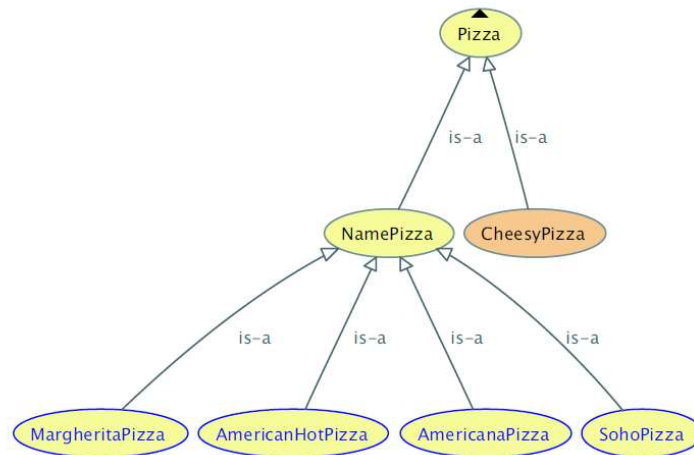 Pizza
is-a
is-a
NamePizza
CheesyPizza
is-a
is-a
is-a
is-a
MargheritaPizza
AmericanHotPizza
AmericanaPizza
SohoPizza